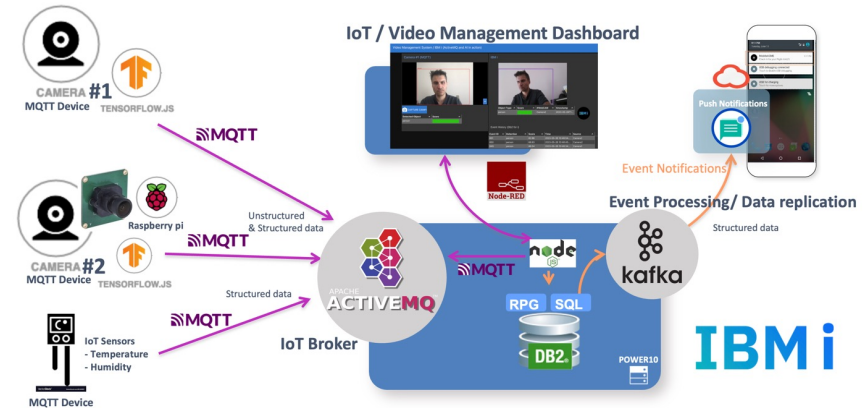 IoT / Video Management Dashboard
CAMERA #1
MQTT Device
TENSORFLOW.JS
MQTT
Push Notifications
Event Notifications
Node-RED
Raspberry pi
Unstructured
& Structured data
MQTT
CAMERA #2
MQTT Device
TENSORFLOW.JS
Event Processing/ Data replication
Structured data
node
JS
kafka
MQTT
APACHE
ACTIVEMQ
IoT Broker
Structured data
MQTT
RPG
SQL
DB2
POWER10
IBM i
IoT Sensors
- Temperature
- Humidity
MQTT Device